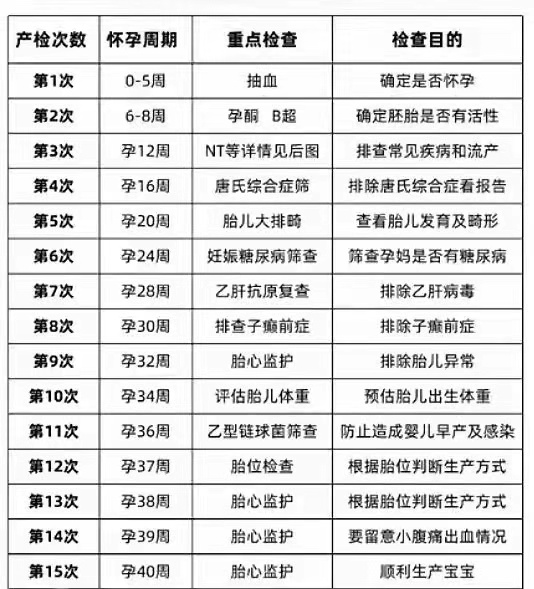 产检次数 怀孕周期 重点检查 检查目的
第1次 0-5周 抽血 确定是否怀孕
第2次 6-8周 孕酮 B超 确定胚胎是否有活性
第3次 孕12周 NT等详情见后图 排查常见疾病和流产
第4次 孕16周 唐氏综合症筛 排除唐氏综合症看报告
第5次 孕20周 胎儿大排畸 查看胎儿发育及畸形
第6次 孕24周 妊娠糖尿病筛查 筛查孕妈是否有糖尿病
第7次 孕28周 乙肝抗原复查 排除乙肝病毒
第8次 孕30周 排查子癫前症 排除子癫前症
第9次 孕32周 胎心监护 排除胎儿异常
第10次 孕34周 评估胎儿体重 预估胎儿出生体重
第11次 孕36周 乙型链球菌筛查 防止造成婴儿早产及感染
第12次 孕37周 胎位检查 根据胎位判断生产方式
第13次 孕38周 胎心监护 根据胎位判断生产方式
第14次 孕39周 胎心监护 要留意小腹痛出血情况
第15次 孕40周 胎心监护 顺利生产宝宝